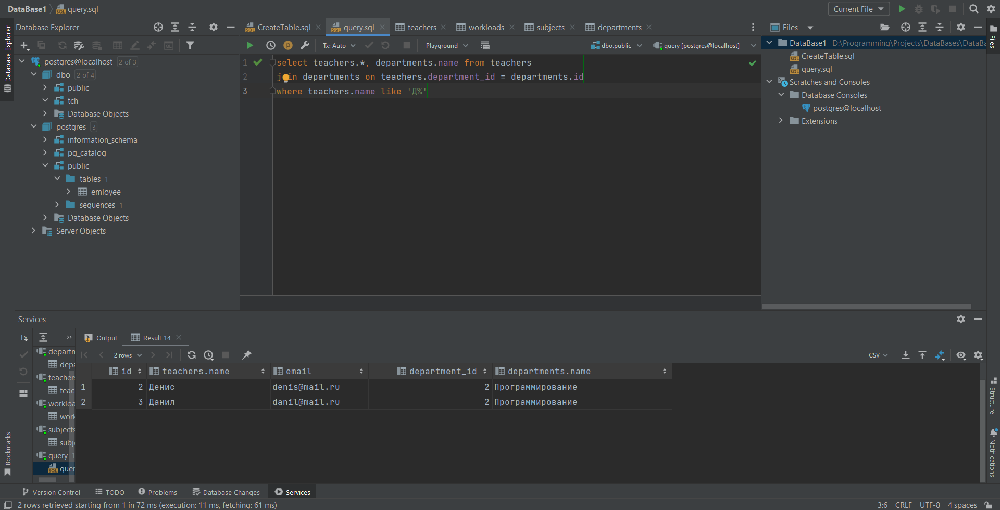 DataBase1 query.sql
Current File
Database Explorer
CreateTable.sql
query.sql
teachers
workloads
subjects
departments
Files
Database Explorer
Files
Tx: Auto
Playground
dbo.public
query [postgres@localhost]
postgres@localhost 2 of 3
dbo 2 of 4
public
tch
Database Objects
postgres 3
information_schema
pg_catalog
public
tables 1
emloyee
sequences 1
Database Objects
Server Objects
1 select teachers.*, departments.name from teachers
2 join departments on teachers.department_id = departments.id
3 where teachers.name like 'Д%'
DataBase1 D:\Programming\Projects\DataBases\DataBa
CreateTable.sql
query.sql
Scratches and Consoles
Database Consoles
postgres@localhost
Extensions
Services
Tx
Output
Result 14
2 rows
CSV
departm
depa
teachers
teac
workloa
work
subjects
subj
query 1
quer
id teachers.name email department_id departments.name
1 2 Денис denis@mail.ru 2 Программирование
2 3 Данил danil@mail.ru 2 Программирование
Bookmarks
Structure
Notifications
Version Control
TODO
Problems
Database Changes
Services
2 rows retrieved starting from 1 in 72 ms (execution: 11 ms, fetching: 61 ms)
3:6 CRLF UTF-8 4 spaces